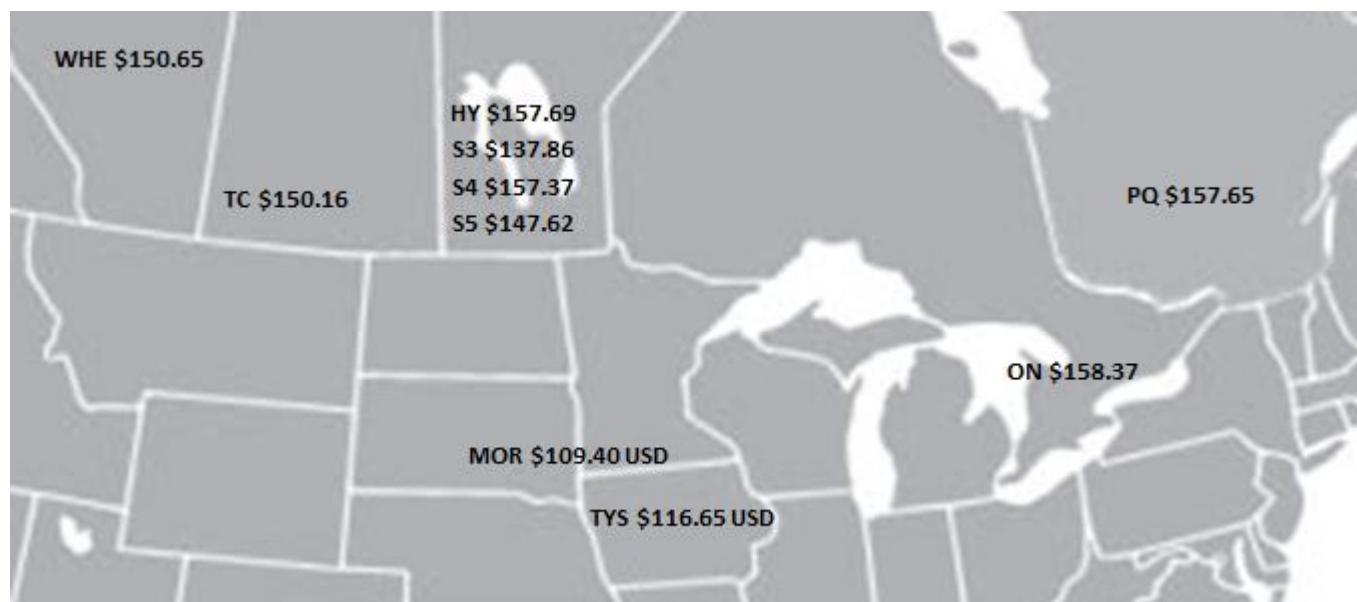 WHE $150.65
HY $157.69
S3 $137.86
S4 $157.37
S5 $147.62
TC $150.16
PQ $157.65
ON $158.37
MOR $109.40 USD
TYS $116.65 USD